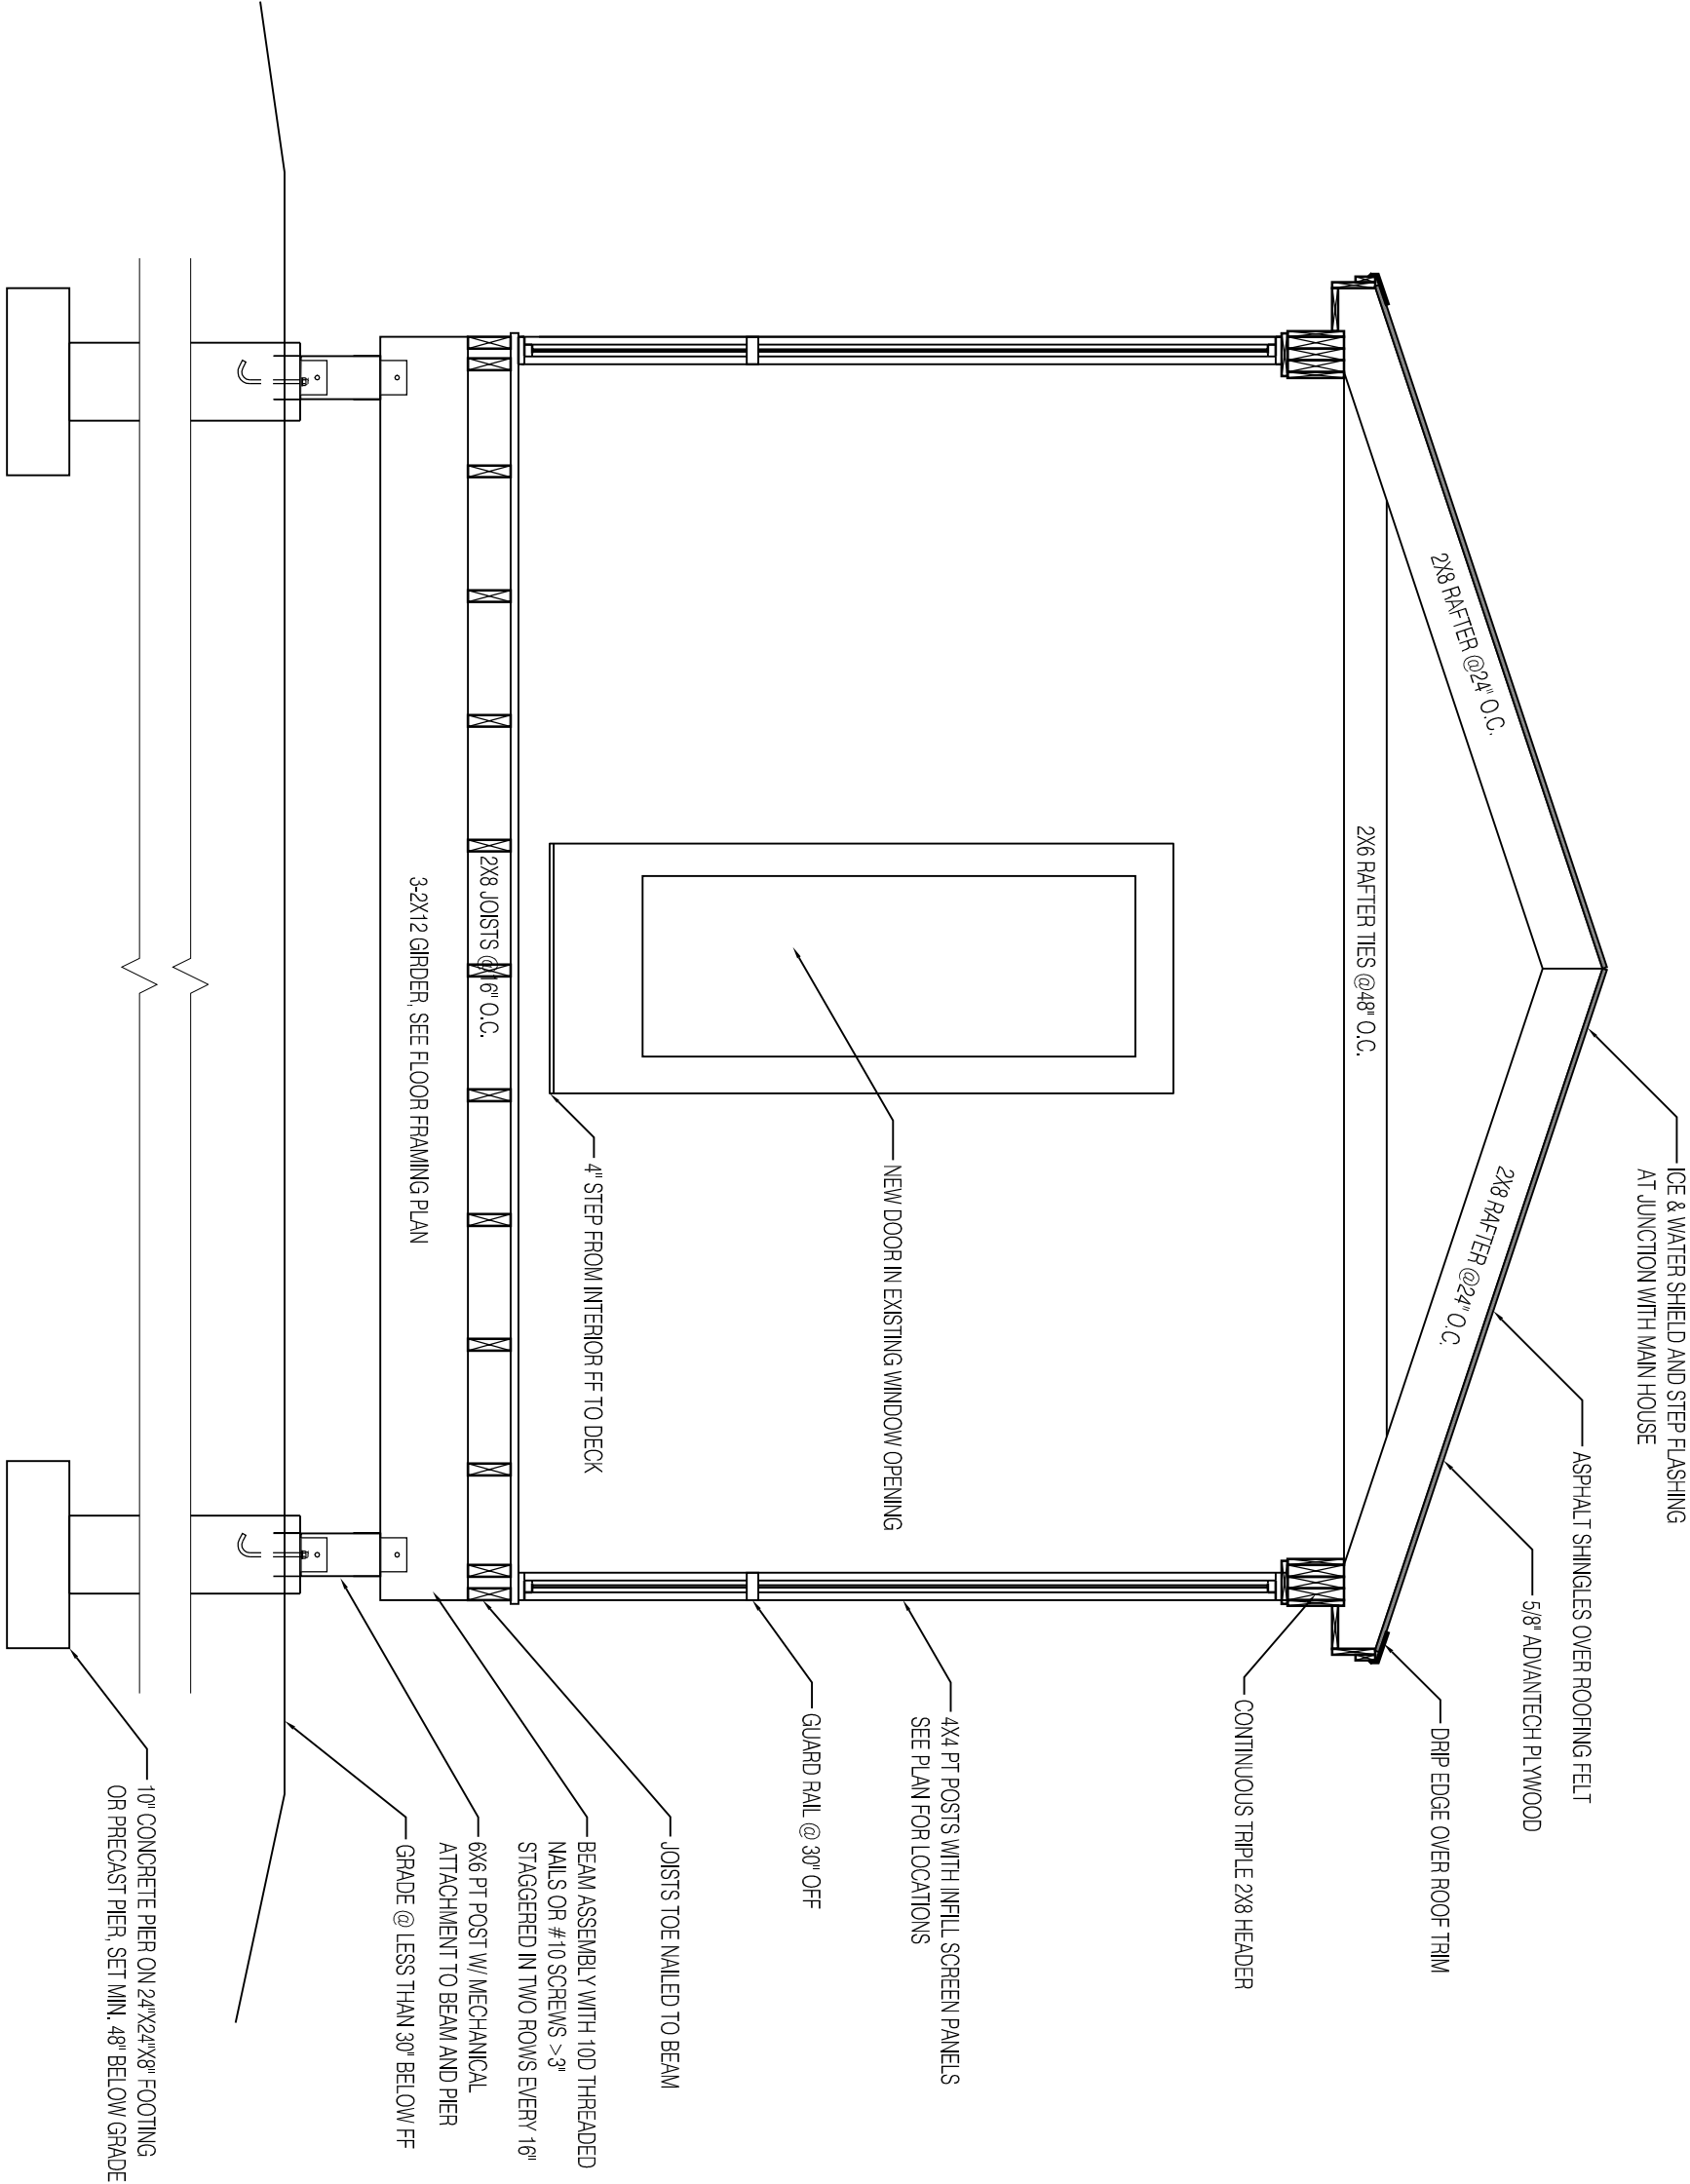 ICE & WATER SHIELD AND STEP FLASHING
AT JUNCTION WITH MAIN HOUSE
ASPHALT SHINGLES OVER ROOFING FELT
5/8" ADVANTECH PLYWOOD
DRIP EDGE OVER ROOF TRIM
2X8 RAFTER @24" O.C.
2X8 RAFTER @24" O.C.
2X6 RAFTER TIES @48" O.C.
CONTINUOUS TRIPLE 2X8 HEADER
4X4 PT POSTS WITH INFILL SCREEN PANELS
SEE PLAN FOR LOCATIONS
NEW DOOR IN EXISTING WINDOW OPENING
GUARD RAIL @ 30" OFF
4" STEP FROM INTERIOR FF TO DECK
JOISTS TOE NAILED TO BEAM
2X8 JOISTS @16" O.C.
BEAM ASSEMBLY WITH 10D THREADED
NAILS OR #10 SCREWS >3"
STAGGERED IN TWO ROWS EVERY 16"
3-2X12 GIRDER, SEE FLOOR FRAMING PLAN
6X6 PT POST W/ MECHANICAL
ATTACHMENT TO BEAM AND PIER
GRADE @ LESS THAN 30" BELOW FF
10" CONCRETE PIER ON 24"X24"X8" FOOTING
OR PRECAST PIER, SET MIN. 48" BELOW GRADE